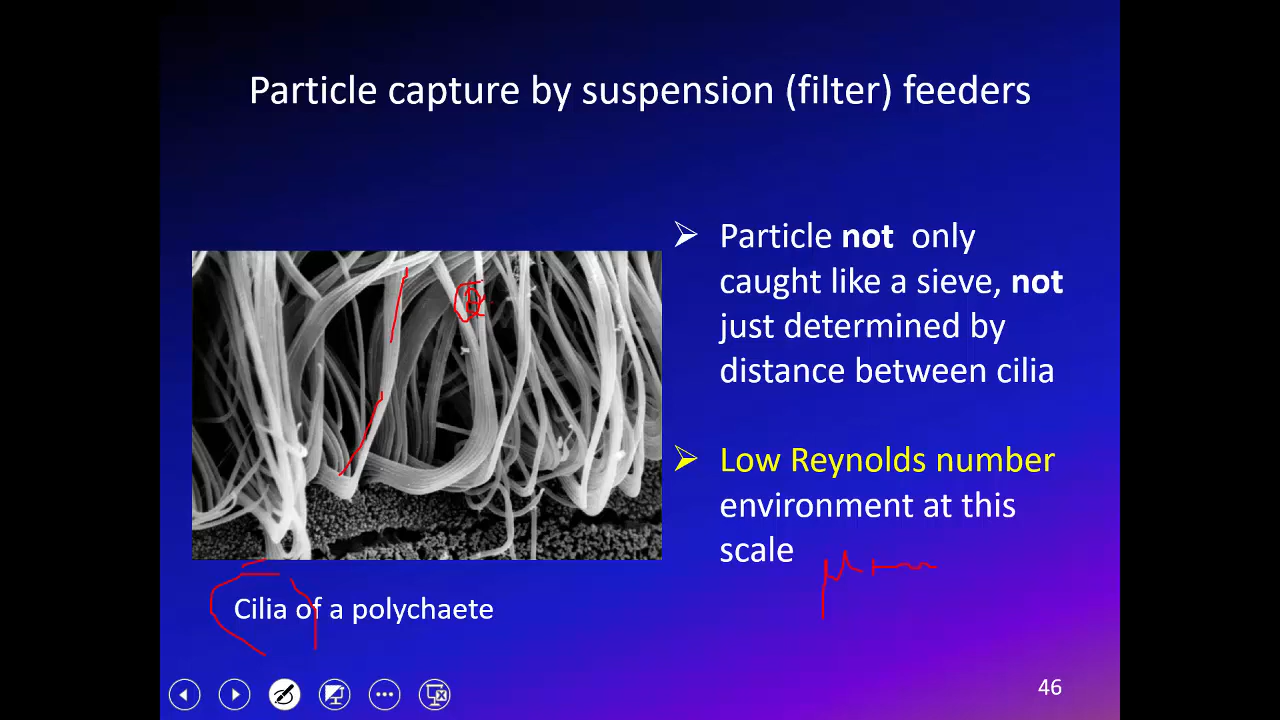 Particle capture by suspension (filter) feeders
➢ Particle not only
caught like a sieve, not
just determined by
distance between cilia
➢ Low Reynolds number
environment at this
scale
Cilia of a polychaete
46